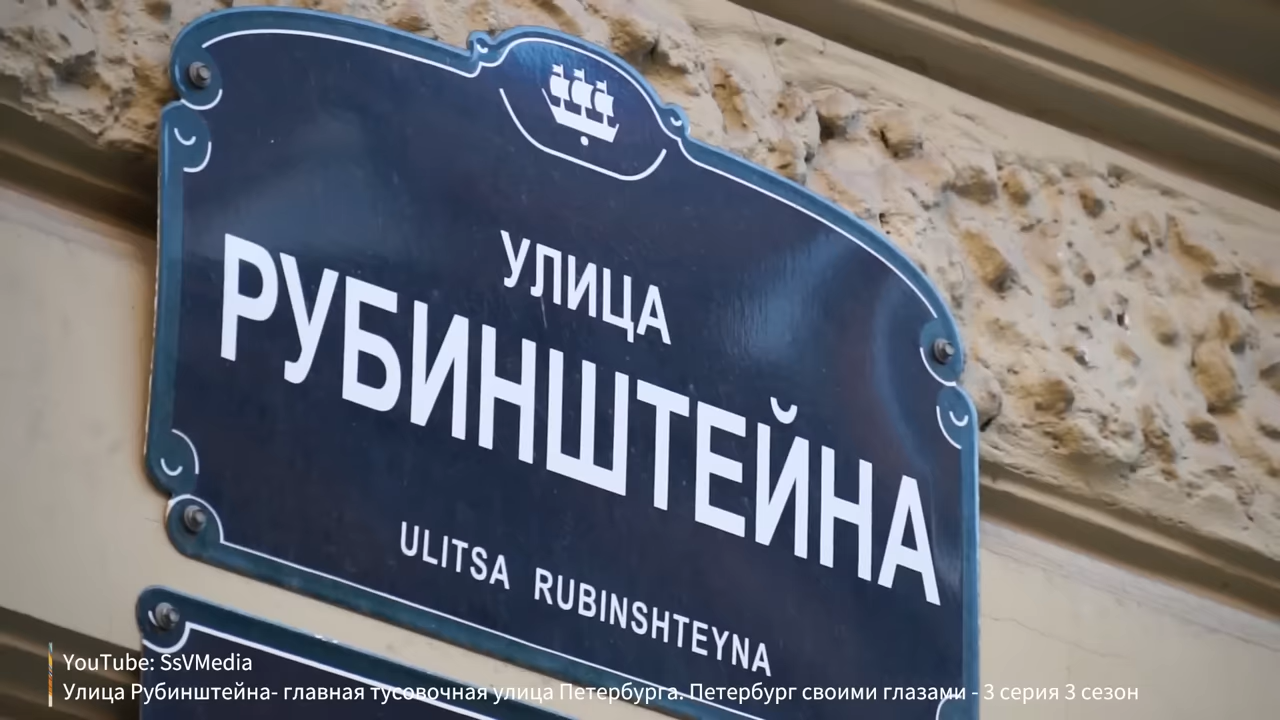 УЛИЦА
РУБИНШТЕЙНА
ULITSA RUBINSHTEYNA
YouTube: SsVMedia
Улица Рубинштейна- главная тусовочная улица Петербурга. Петербург своими глазами - 3 серия 3 сезон